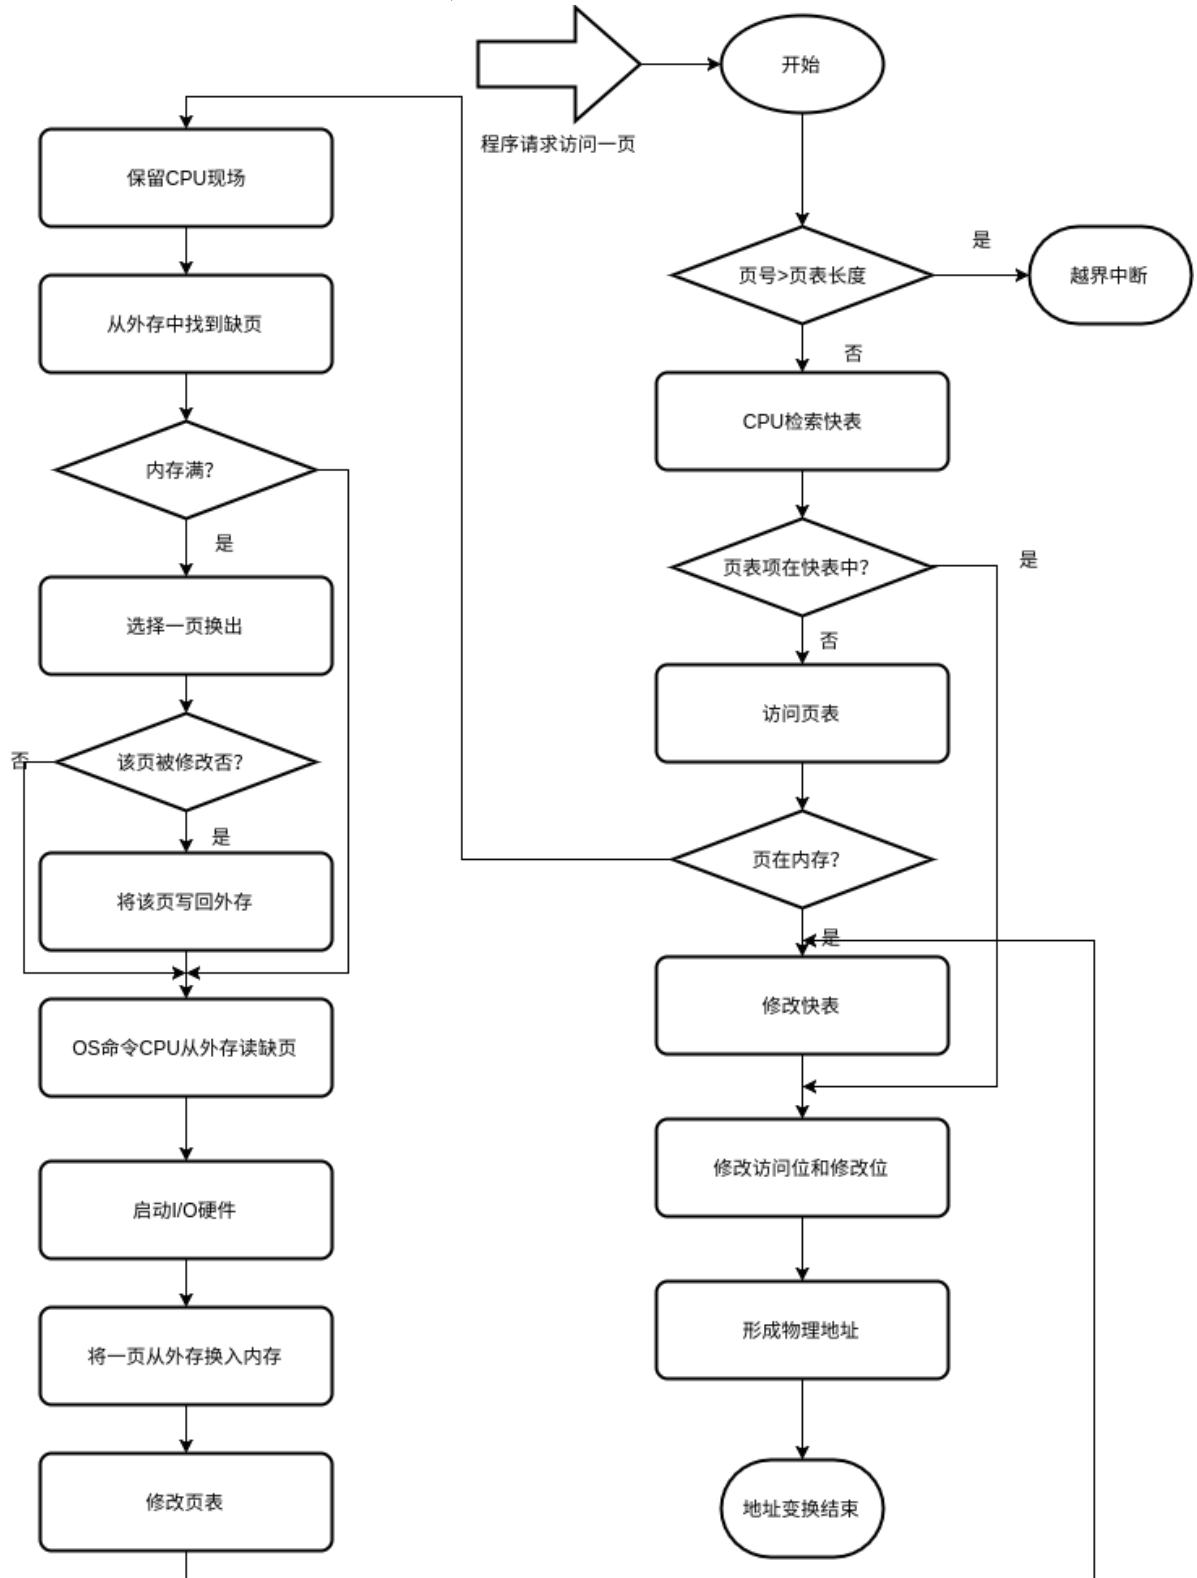 开始
程序请求访问一页
保留CPU现场
是
页号>页表长度
越界中断
从外存中找到缺页
否
CPU检索快表
内存满?
是
是
页表项在快表中?
选择一页换出
否
访问页表
否
该页被修改否?
是
页在内存?
将该页写回外存
是
修改快表
OS命令CPU从外存读缺页
修改访问位和修改位
启动I/O硬件
形成物理地址
将一页从外存换入内存
修改页表
地址变换结束